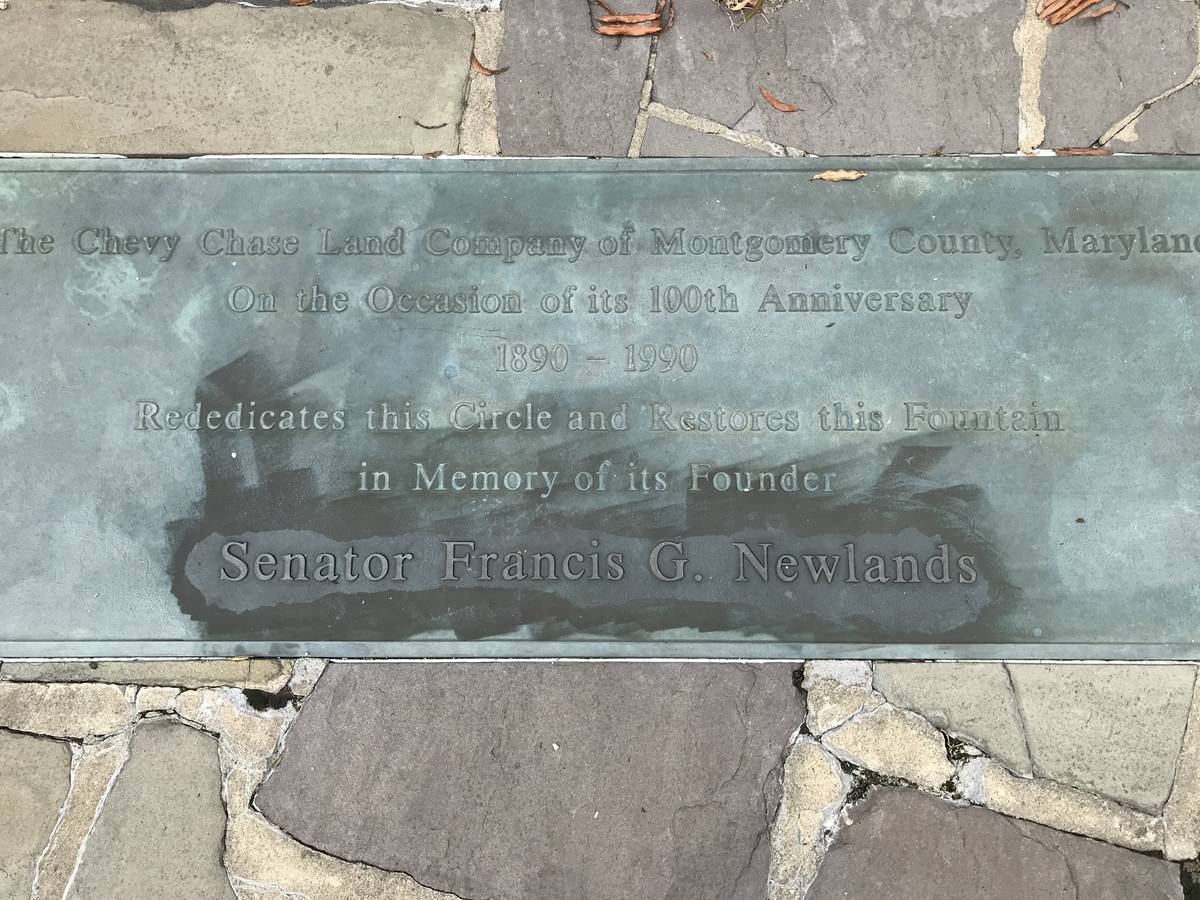 The Chevy Chase Land Company of Montgomery County, Maryland
On the Occasion of its 100th Anniversary
1890 – 1990
Rededicates this Circle and Restores this Fountain
in Memory of its Founder
Senator Francis G. Newlands